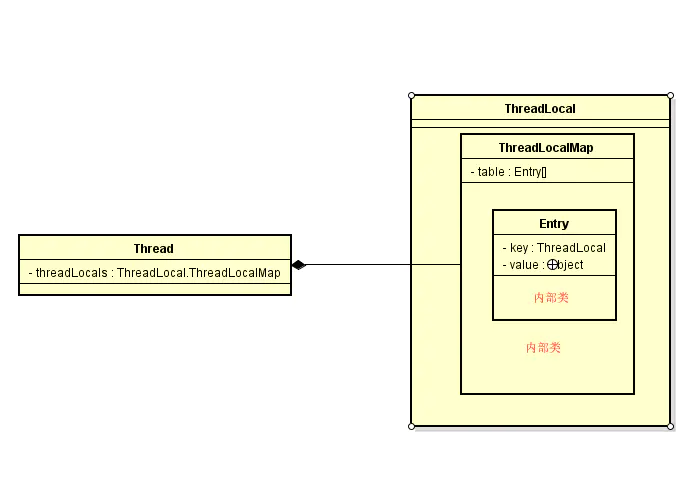 ThreadLocal
ThreadLocalMap
- table : Entry[]
Entry
- key : ThreadLocal
- value : Object
内部类
内部类
Thread
- threadLocals : ThreadLocal.ThreadLocalMap